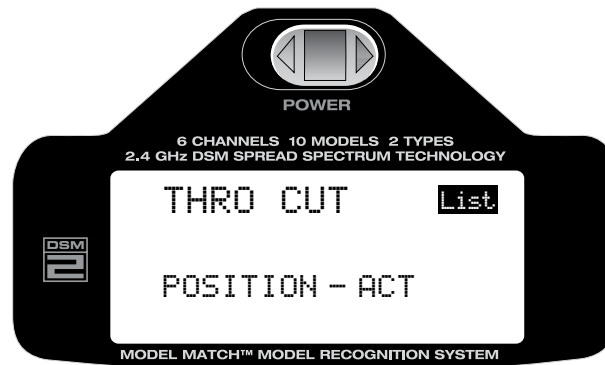 POWER
6 CHANNELS 10 MODELS 2 TYPES
2.4 GHz DSM SPREAD SPECTRUM TECHNOLOGY
THRO CUT List
DSM
2
POSITION – ACT
MODEL MATCH™ MODEL RECOGNITION SYSTEM